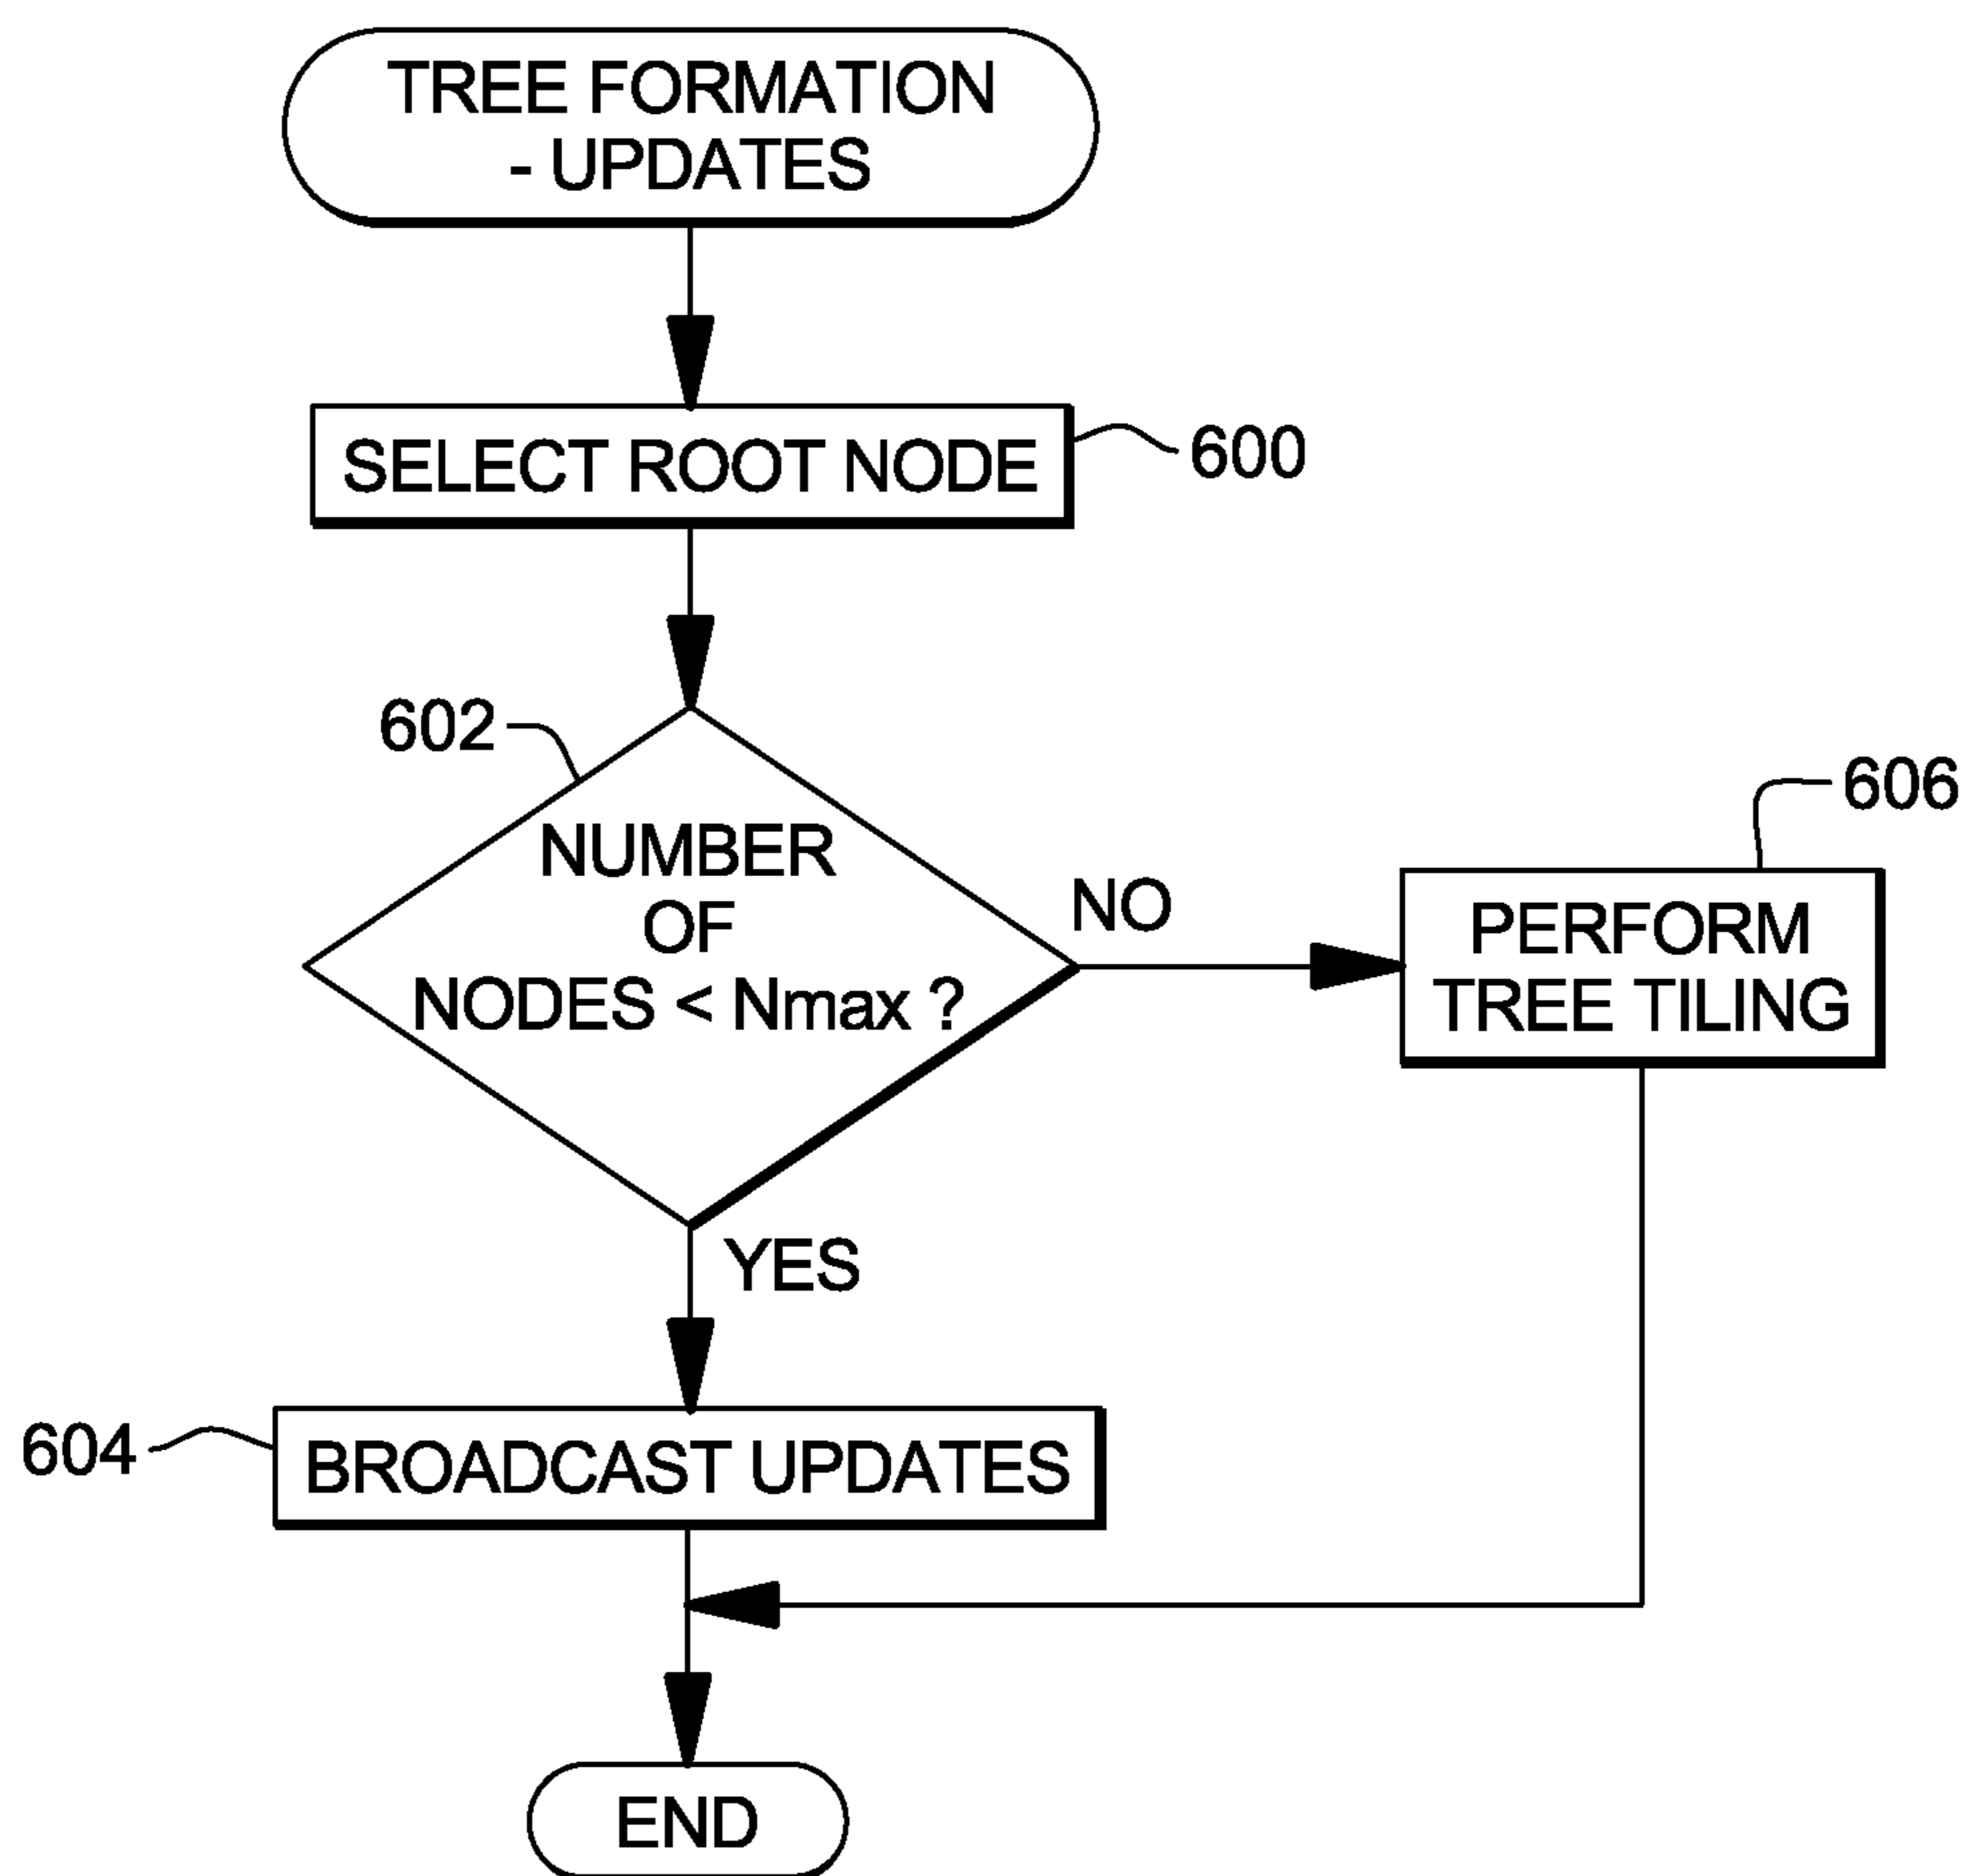 TREE FORMATION
- UPDATES
SELECT ROOT NODE
600
602
NUMBER
OF
NODES < Nmax ?
NO
606
PERFORM
TREE TILING
YES
604
BROADCAST UPDATES
END